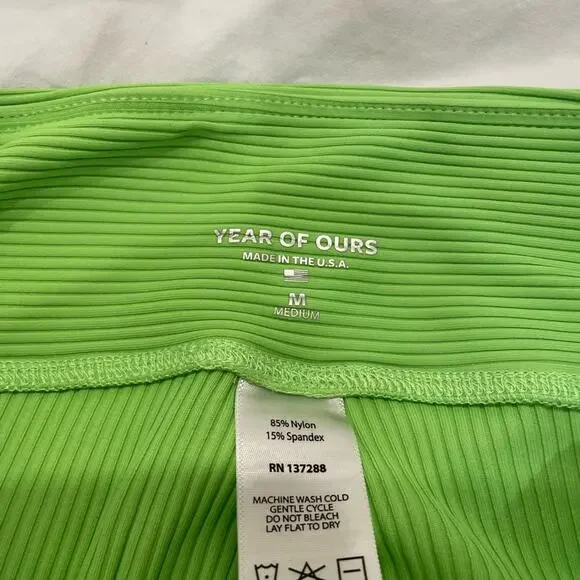 YEAR OF OURS
MADE IN THE U.S.A.
M
MEDIUM
85% Nylon
15% Spandex
RN 137288
MACHINE WASH COLD
GENTLE CYCLE
DO NOT BLEACH
LAY FLAT TO DRY